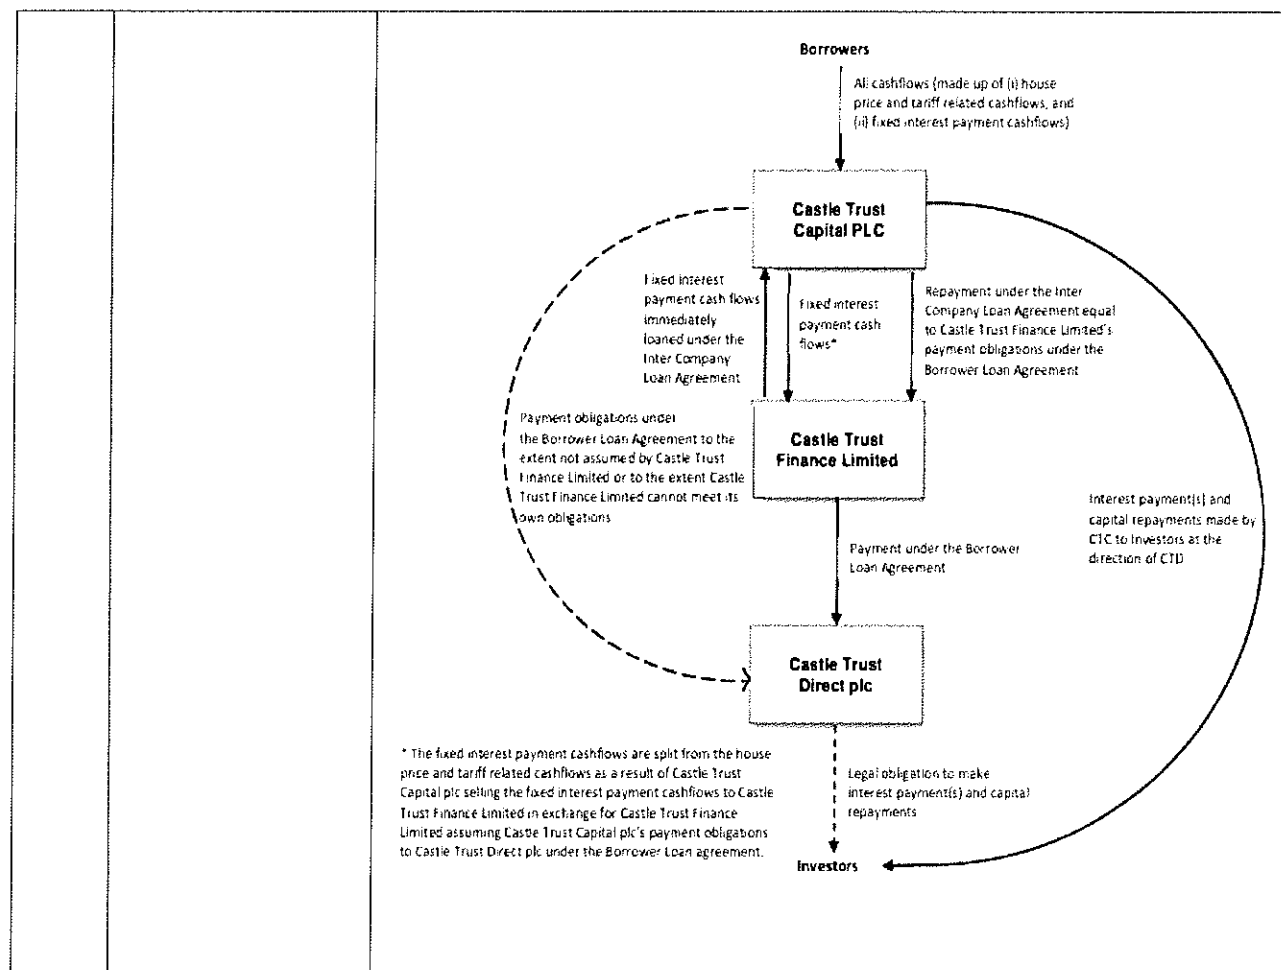 Borrowers
All cashflows (made up of (i) house
price and tariff related cashflows, and
(ii) fixed interest payment cashflows)
Castle Trust
Capital PLC
Fixed interest
payment cash flows
immediately
loaned under the
Inter Company
Loan Agreement
Fixed interest
payment cash
flows*
Repayment under the Inter
Company Loan Agreement equal
to Castle Trust Finance Limited's
payment obligations under the
Borrower Loan Agreement
Payment obligations under
the Borrower Loan Agreement to the
extent not assumed by Castle Trust
Finance Limited or to the extent Castle
Trust Finance Limited cannot meet its
own obligations
Castle Trust
Finance Limited
Interest payment(s) and
capital repayments made by
CTC to Investors at the
direction of CTD
Payment under the Borrower
Loan Agreement
Castle Trust
Direct plc
* The fixed interest payment cashflows are split from the house
price and tariff related cashflows as a result of Castle Trust
Capital plc selling the fixed interest payment cashflows to Castle
Trust Finance Limited in exchange for Castle Trust Finance
Limited assuming Castle Trust Capital plc's payment obligations
to Castle Trust Direct plc under the Borrower Loan agreement.
Legal obligation to make
interest payment(s) and capital
repayments
Investors